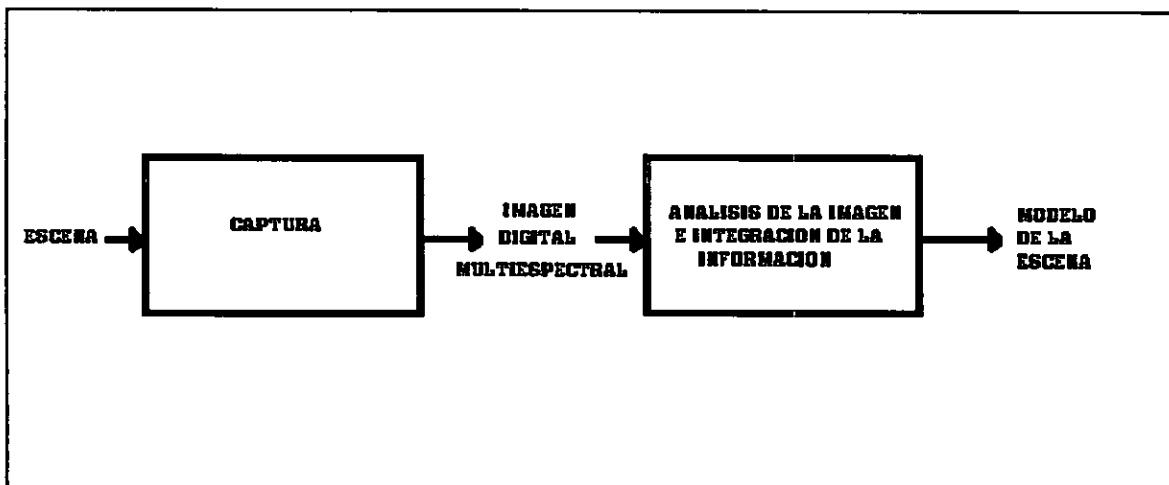 ESCENA
CAPTURA
IMAGEN
DIGITAL
MULTIESPECTRAL
ANALISIS DE LA IMAGEN
E INTEGRACION DE LA
INFORMACION
MODELO
DE LA
ESCENA